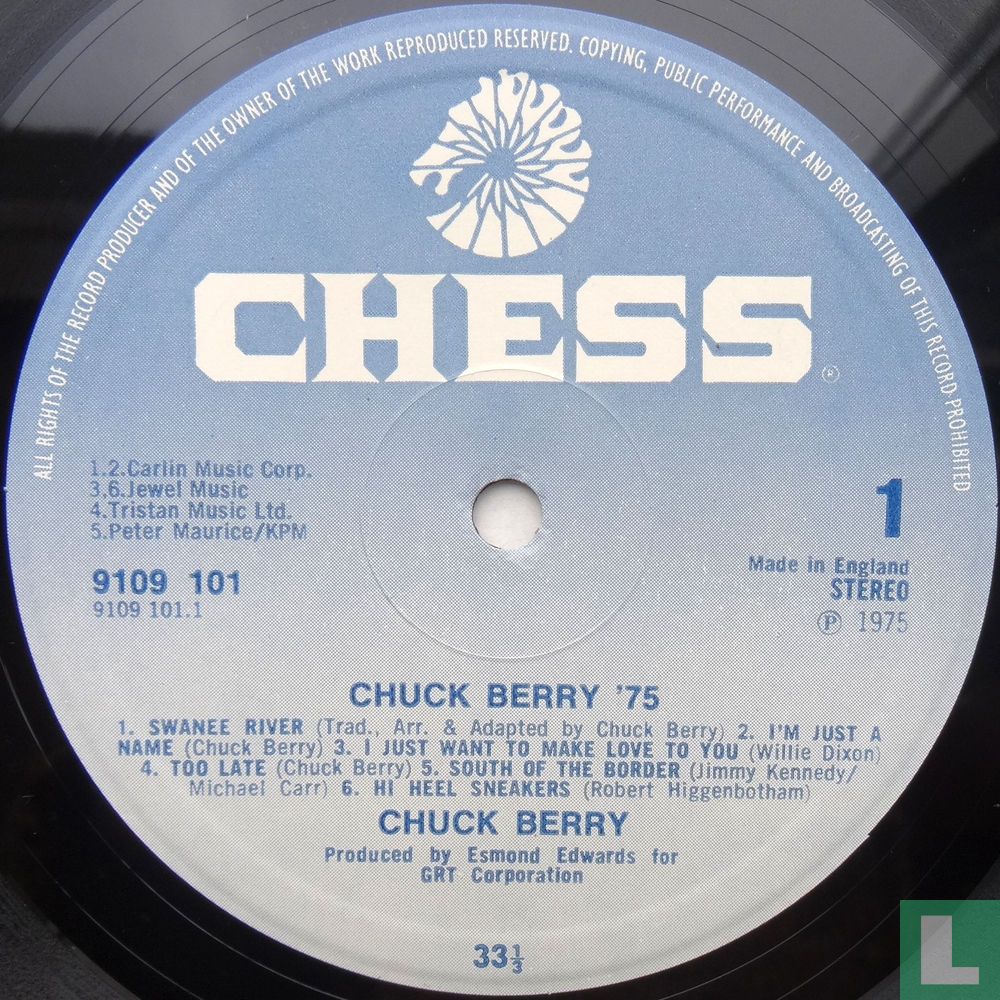 ALL RIGHTS OF THE RECORD PRODUCER AND OF THE OWNER OF THE WORK REPRODUCED RESERVED. COPYING, PUBLIC PERFORMANCE AND BROADCASTING OF THIS RECORD PROHIBITED
CHESS®
1.2.Carlin Music Corp.
3,6.Jewel Music
4.Tristan Music Ltd.
5.Peter Maurice/KPM
9109 101
9109 101.1
1
Made in England
STEREO
℗ 1975
CHUCK BERRY '75
1. SWANEE RIVER (Trad., Arr. & Adapted by Chuck Berry) 2. I'M JUST A
NAME (Chuck Berry) 3. I JUST WANT TO MAKE LOVE TO YOU (Willie Dixon)
4. TOO LATE (Chuck Berry) 5. SOUTH OF THE BORDER (Jimmy Kennedy/
Michael Carr) 6. HI HEEL SNEAKERS (Robert Higgenbotham)
CHUCK BERRY
Produced by Esmond Edwards for
GRT Corporation
33⅓
L